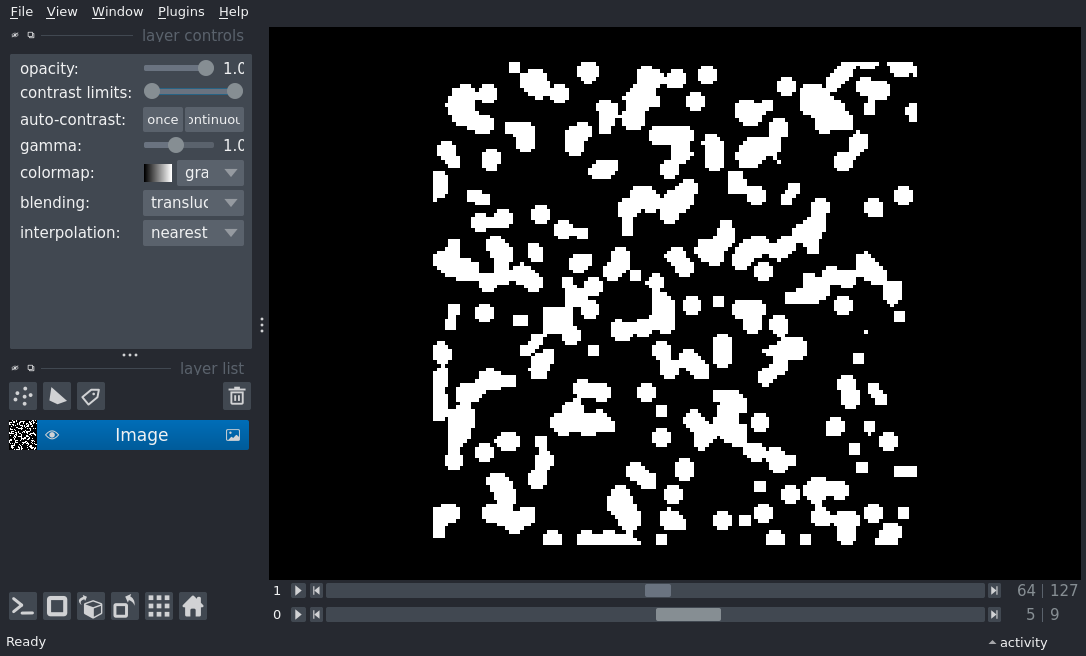 File View Window Plugins Help
layer controls
opacity: 1.0
contrast limits:
auto-contrast: once ontinuou
gamma: 1.0
colormap: gra
blending: transluc
interpolation: nearest
layer list
Image
1 64 | 127
0 5 | 9
Ready activity